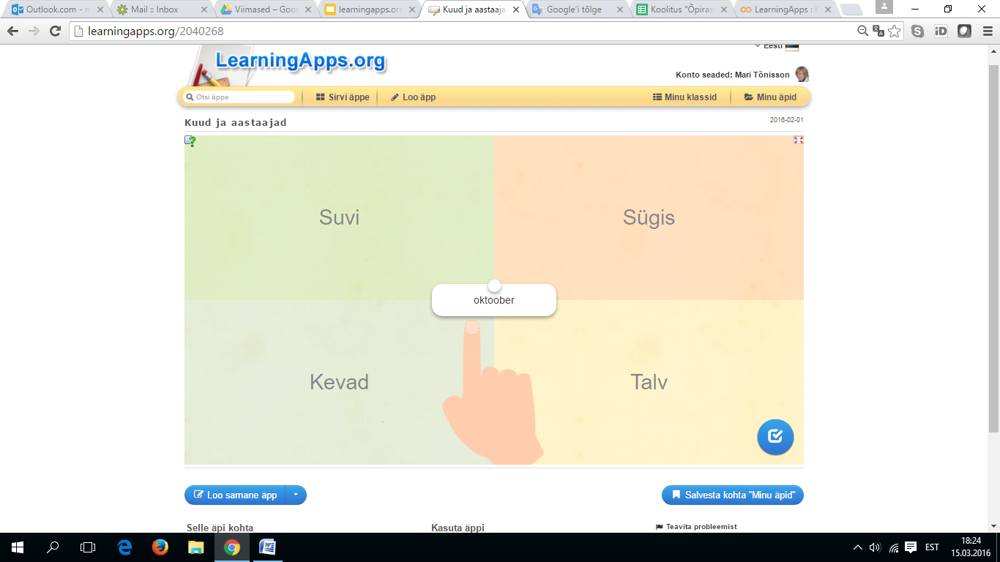 Outlook.com - m
Mail :: Inbox
Viimased – Goo
learningapps.org
Kuud ja aastaaja
Google'i tõlge
Koolitus "Õpiras
LearningApps :
learningapps.org/2040268
LearningApps.org
Eesti
Konto seaded: Mari Tõnisson
Otsi äppe
Sirvi äppe
Loo äpp
Minu klassid
Minu äpid
Kuud ja aastaajad
2016-02-01
Suvi
Sügis
oktoober
Kevad
Talv
Loo sarnane äpp
Salvesta kohta "Minu äpid"
Selle äpi kohta
Kasuta äppi
Teavita probleemist
EST
18:24
15.03.2016